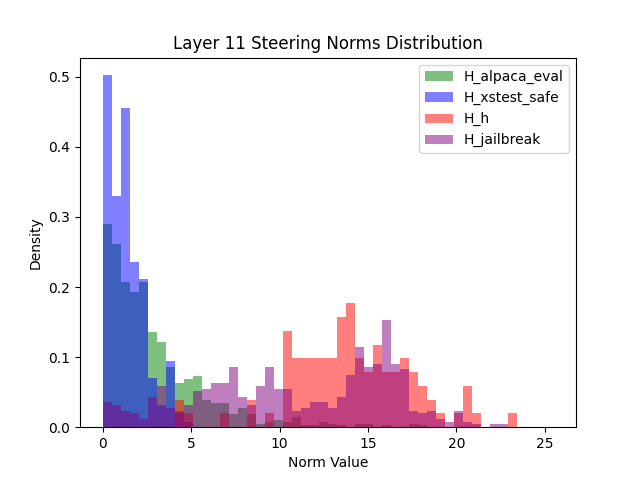 Layer 11 Steering Norms Distribution
H_alpaca_eval
H_xstest_safe
H_h
H_jailbreak
Density
0.5
0.4
0.3
0.2
0.1
0.0
0 5 10 15 20 25
Norm Value